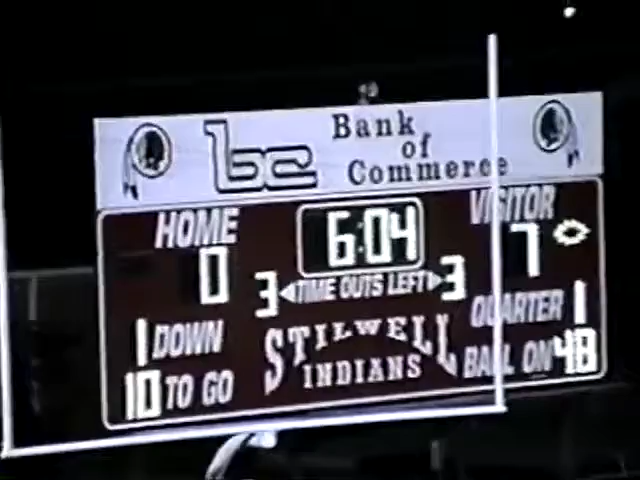 bc Bank
of
Commerce
HOME 6:04 VISITOR
0 3 TIME OUTS LEFT 3 7
1 DOWN STILWELL QUARTER 1
10 TO GO INDIANS BALL ON 48